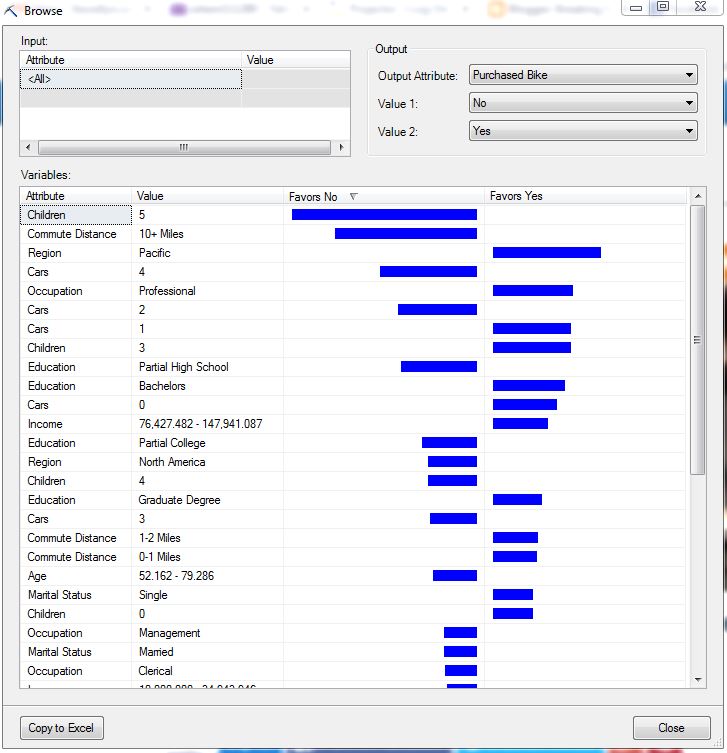 Browse
Input:
Attribute Value
<All>
Output
Output Attribute: Purchased Bike
Value 1: No
Value 2: Yes
Variables:
Attribute Value Favors No Favors Yes
Children 5
Commute Distance 10+ Miles
Region Pacific
Cars 4
Occupation Professional
Cars 2
Cars 1
Children 3
Education Partial High School
Education Bachelors
Cars 0
Income 76,427.482 - 147,941.087
Education Partial College
Region North America
Children 4
Education Graduate Degree
Cars 3
Commute Distance 1-2 Miles
Commute Distance 0-1 Miles
Age 52.162 - 79.286
Marital Status Single
Children 0
Occupation Management
Marital Status Married
Occupation Clerical
Copy to Excel Close